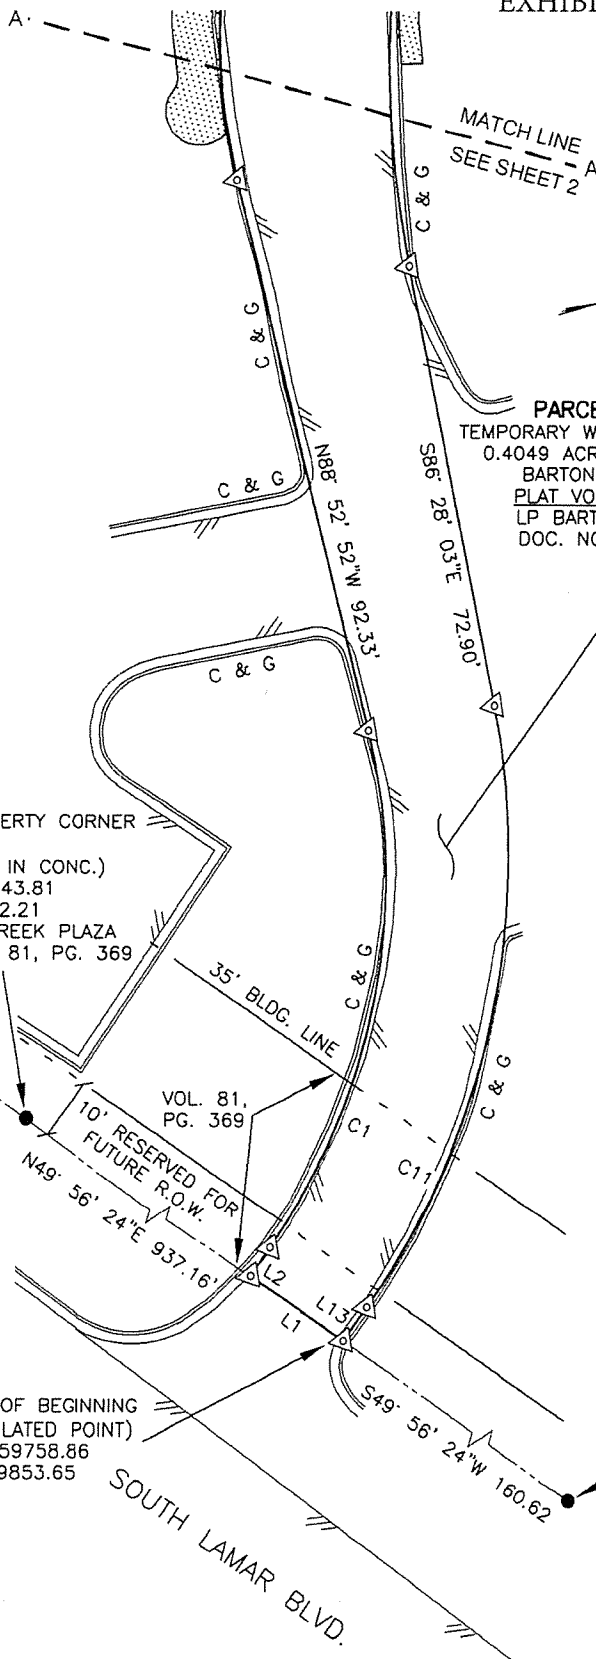 EXHIBI
A
MATCH LINE
SEE SHEET 2
A
C & G
C & G
PARCE
TEMPORARY W
0.4049 ACR
BARTON
PLAT VO
LP BART
DOC. NO
C & G
N88° 52' 52"W 92.33'
S86° 28' 03"E 72.90'
C & G
ERTY CORNER
IN CONC.)
43.81
2.21
REEK PLAZA
81, PG. 369
C & G
35' BLDG. LINE
C & G
VOL. 81,
PG. 369
C1
C11
10' RESERVED FOR
FUTURE R.O.W.
N49° 56' 24"E 937.16'
L2
L13
L1
OF BEGINNING
LATED POINT)
59758.86
9853.65
S49° 56' 24"W 160.62
SOUTH LAMAR BLVD.